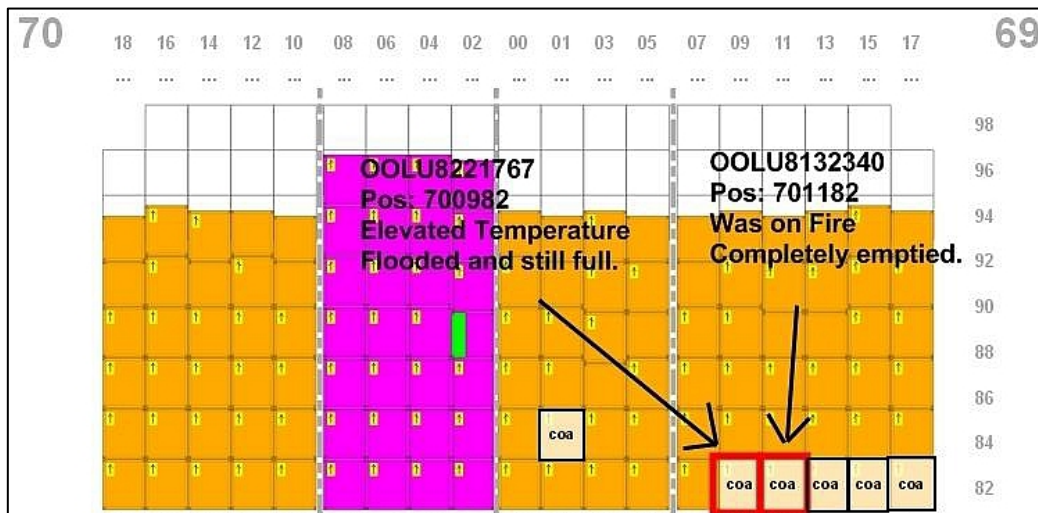 70
69
18 16 14 12 10 08 06 04 02 00 01 03 05 07 09 11 13 15 17
... ... ... ... ... ... ... ... ... ... ... ... ... ... ... ... ... ... ...
98
96
94
92
90
88
86
84
82
OOLU8221767
Pos: 700982
Elevated Temperature
Flooded and still full.
OOLU8132340
Pos: 701182
Was on Fire
Completely emptied.
coa
coa coa coa coa coa